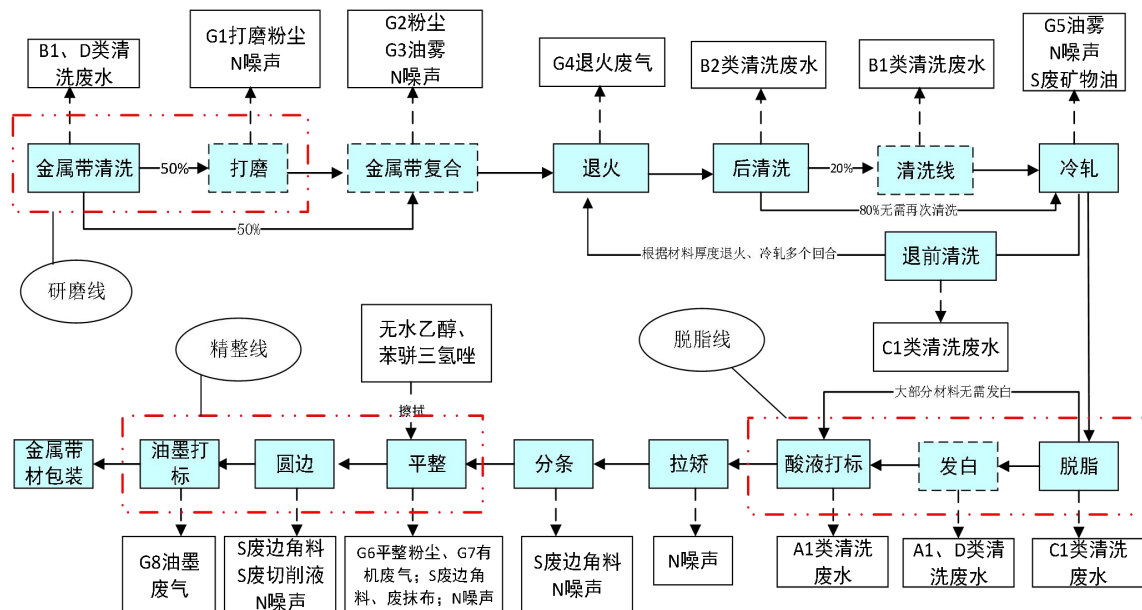 B1、D类清
洗废水
G1打磨粉尘
N噪声
G2粉尘
G3油雾
N噪声
G4退火废气
B2类清洗废水
B1类清洗废水
G5油雾
N噪声
S废矿物油
金属带清洗
50%
打磨
金属带复合
退火
后清洗
20%
清洗线
冷轧
50%
80%无需再次清洗
根据材料厚度退火、冷轧多个回合
退前清洗
研磨线
精整线
无水乙醇、
苯骈三氢唑
脱脂线
C1类清洗废水
擦拭
大部分材料无需发白
金属带
材包装
油墨打
标
圆边
平整
分条
拉矫
酸液打标
发白
脱脂
G8油墨
废气
S废边角料
S废切削液
N噪声
G6平整粉尘、G7有
机废气；S废边角
料、废抹布；N噪声
S废边角料
N噪声
N噪声
A1类清洗
废水
A1、D类清
洗废水
C1类清洗
废水